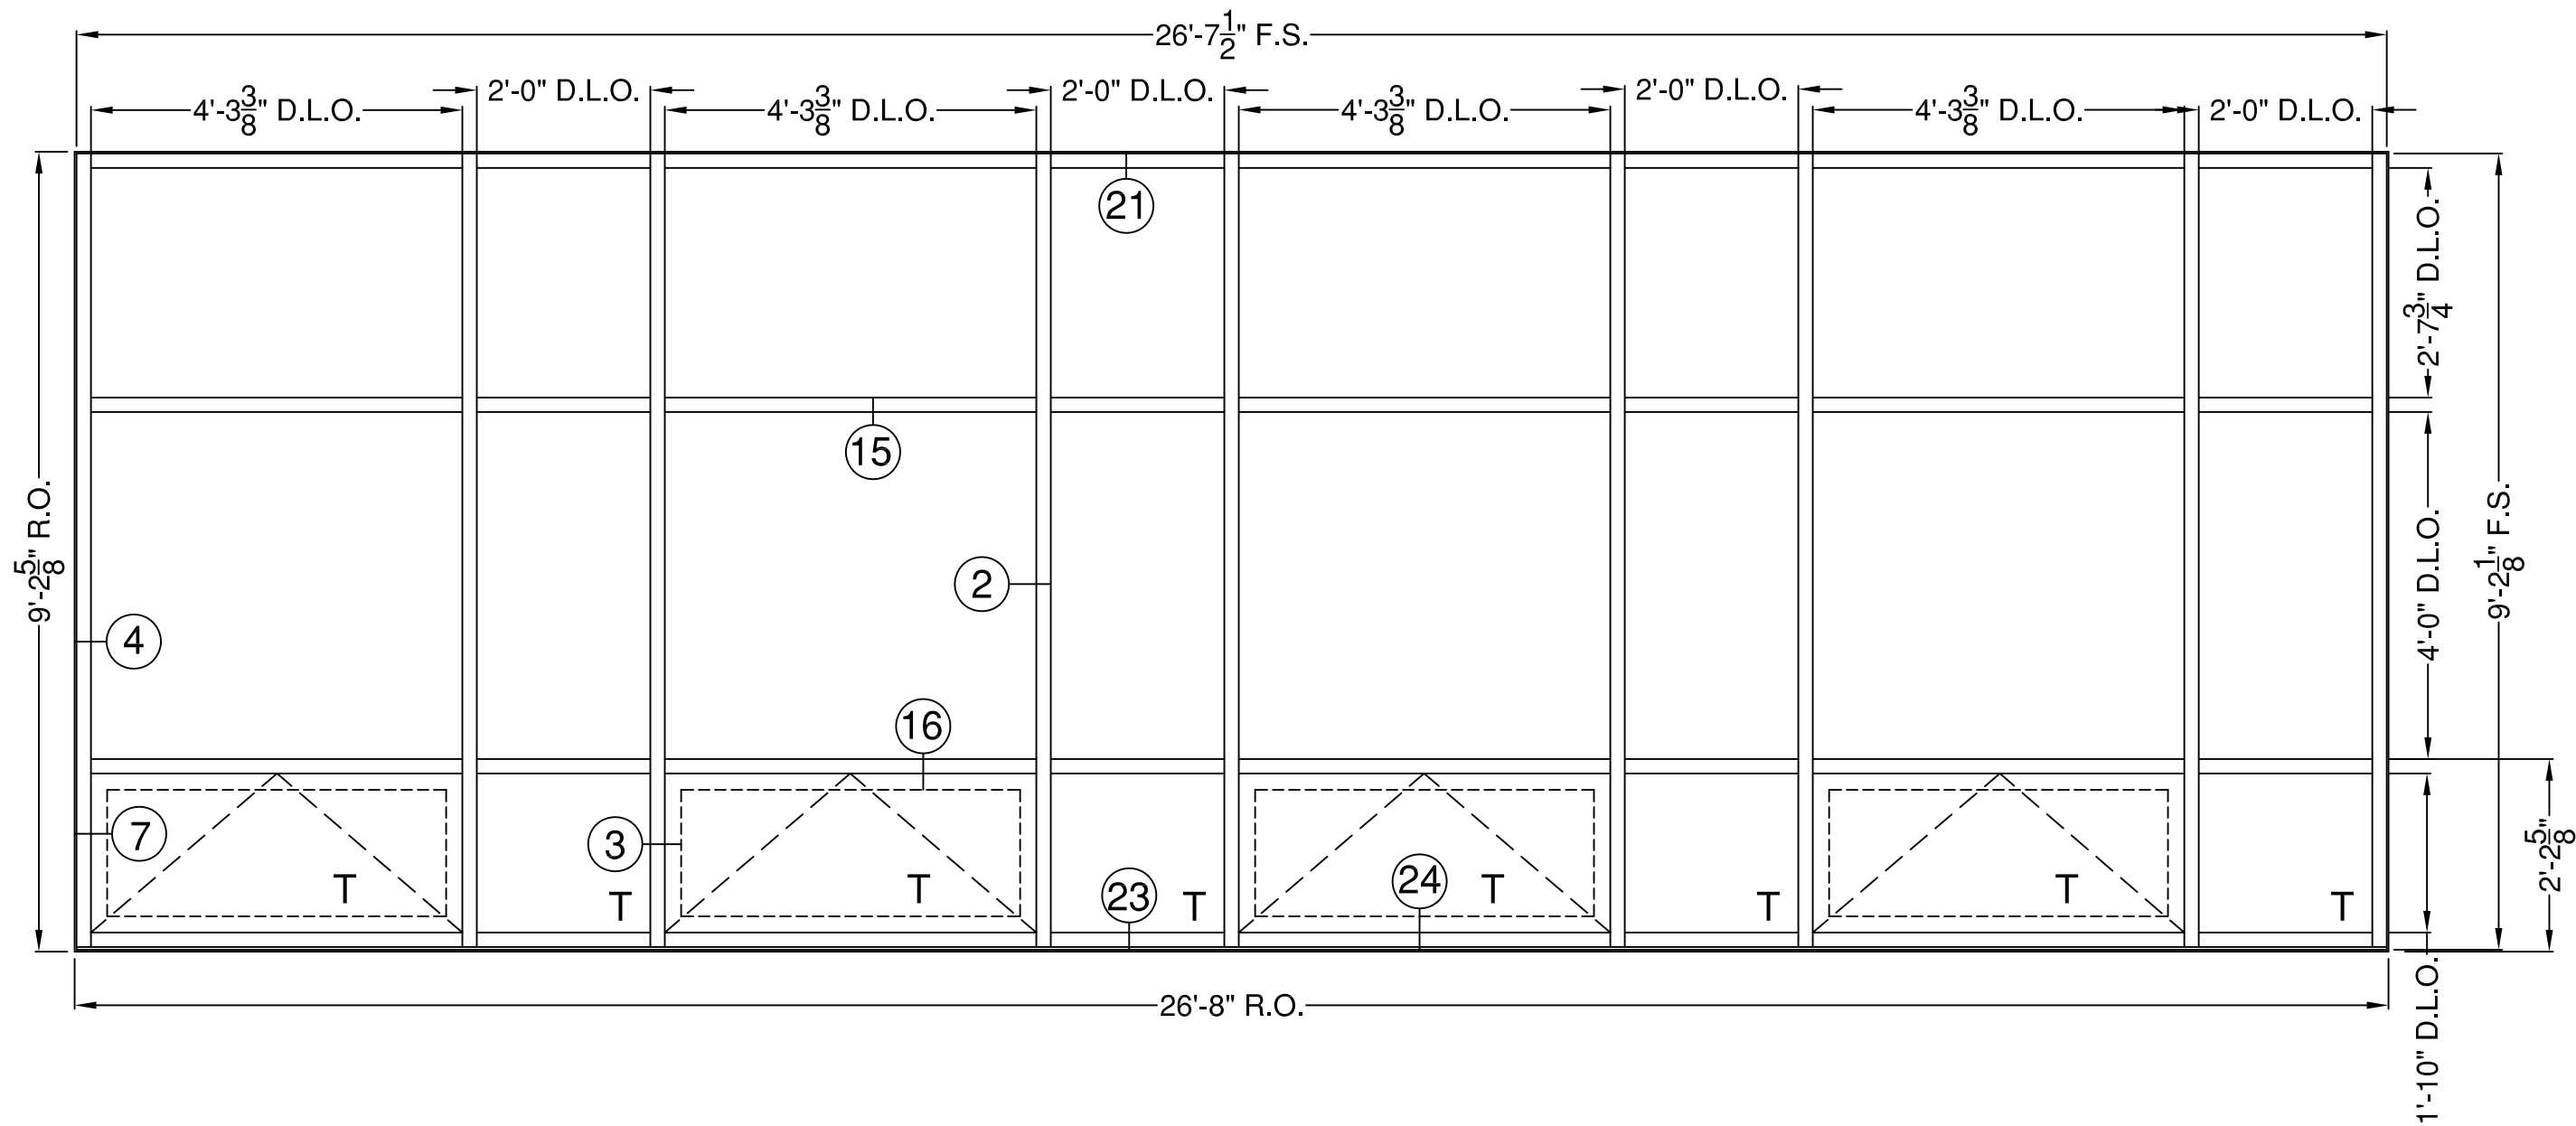 26'-7 1/2" F.S.
2'-0" D.L.O. 2'-0" D.L.O. 2'-0" D.L.O.
4'-3 3/8" D.L.O. 4'-3 3/8" D.L.O. 4'-3 3/8" D.L.O. 4'-3 3/8" D.L.O. 2'-0" D.L.O.
21
2'-7 3/4" D.L.O.
15
9'-2 5/8" R.O.
2
4'-0" D.L.O.
9'-2 1/8" F.S.
4
16
7
3
2'-2 5/8"
T T T T
23
24
T T T T
26'-8" R.O.
1'-10" D.L.O.